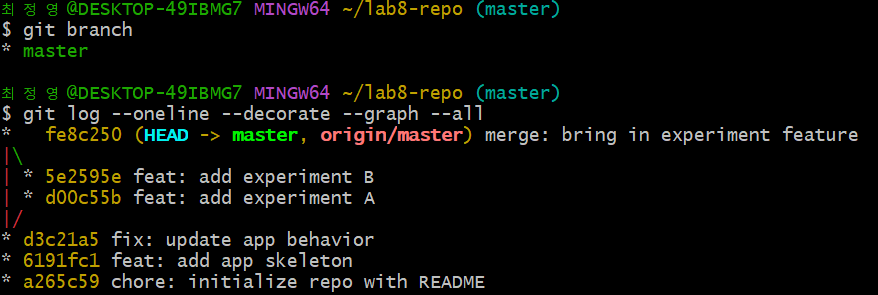 최정영@DESKTOP-49IBMG7 MINGW64 ~/lab8-repo (master)
$ git branch
* master
최정영@DESKTOP-49IBMG7 MINGW64 ~/lab8-repo (master)
$ git log --oneline --decorate --graph --all
*   fe8c250 (HEAD -> master, origin/master) merge: bring in experiment feature
|\
| * 5e2595e feat: add experiment B
| * d00c55b feat: add experiment A
|/
* d3c21a5 fix: update app behavior
* 6191fc1 feat: add app skeleton
* a265c59 chore: initialize repo with README